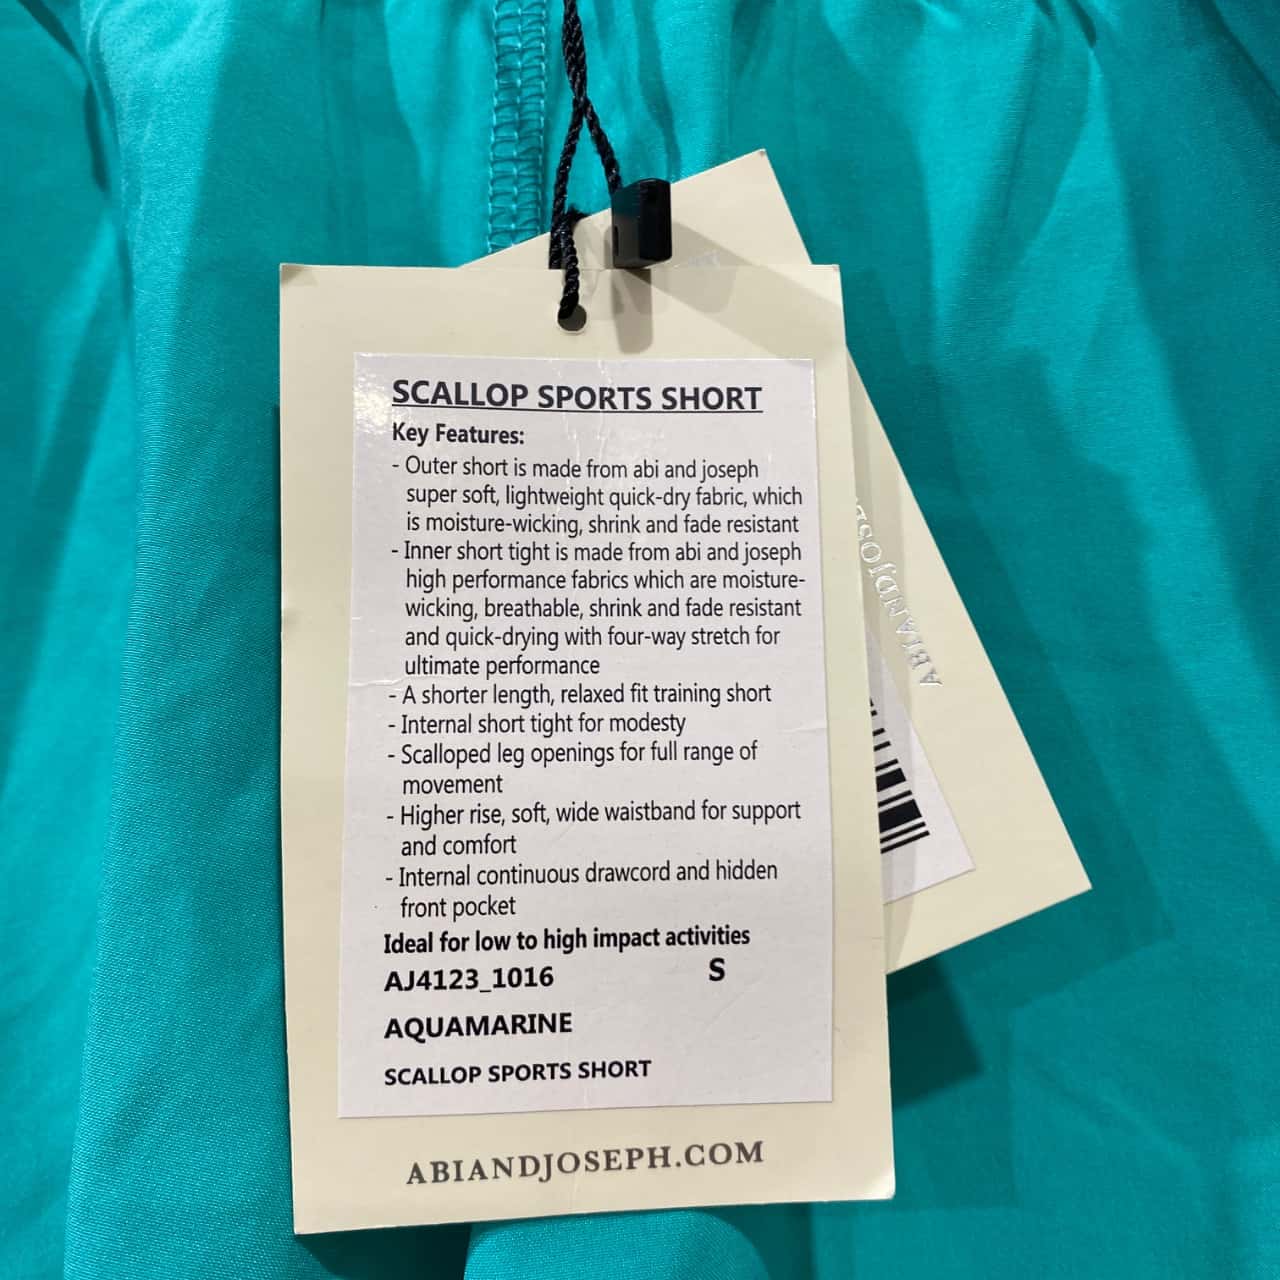 SCALLOP SPORTS SHORT
Key Features:
- Outer short is made from abi and joseph
super soft, lightweight quick-dry fabric, which
is moisture-wicking, shrink and fade resistant
- Inner short tight is made from abi and joseph
high performance fabrics which are moisture-
wicking, breathable, shrink and fade resistant
and quick-drying with four-way stretch for
ultimate performance
- A shorter length, relaxed fit training short
- Internal short tight for modesty
- Scalloped leg openings for full range of
movement
- Higher rise, soft, wide waistband for support
and comfort
- Internal continuous drawcord and hidden
front pocket
Ideal for low to high impact activities
AJ4123_1016 S
AQUAMARINE
SCALLOP SPORTS SHORT
ABIANDJOSEPH.COM